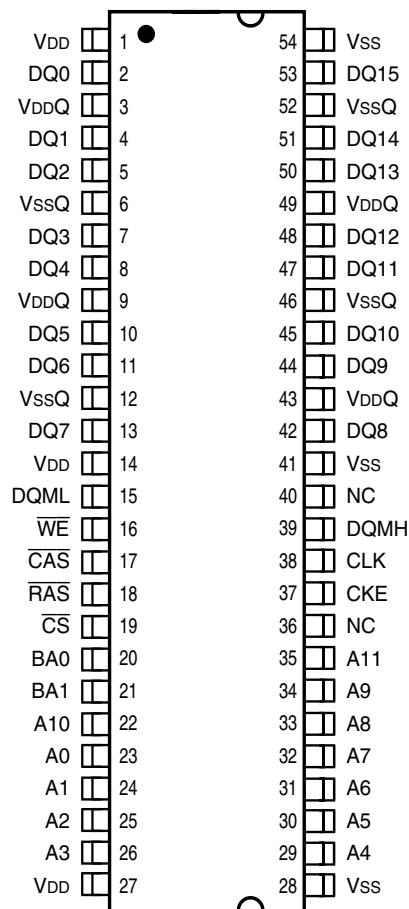 VDD 1 54 VSS
DQ0 2 53 DQ15
VDDQ 3 52 VSSQ
DQ1 4 51 DQ14
DQ2 5 50 DQ13
VSSQ 6 49 VDDQ
DQ3 7 48 DQ12
DQ4 8 47 DQ11
VDDQ 9 46 VSSQ
DQ5 10 45 DQ10
DQ6 11 44 DQ9
VSSQ 12 43 VDDQ
DQ7 13 42 DQ8
VDD 14 41 VSS
DQML 15 40 NC
W̅E̅ 16 39 DQMH
C̅A̅S̅ 17 38 CLK
R̅A̅S̅ 18 37 CKE
C̅S̅ 19 36 NC
BA0 20 35 A11
BA1 21 34 A9
A10 22 33 A8
A0 23 32 A7
A1 24 31 A6
A2 25 30 A5
A3 26 29 A4
VDD 27 28 VSS